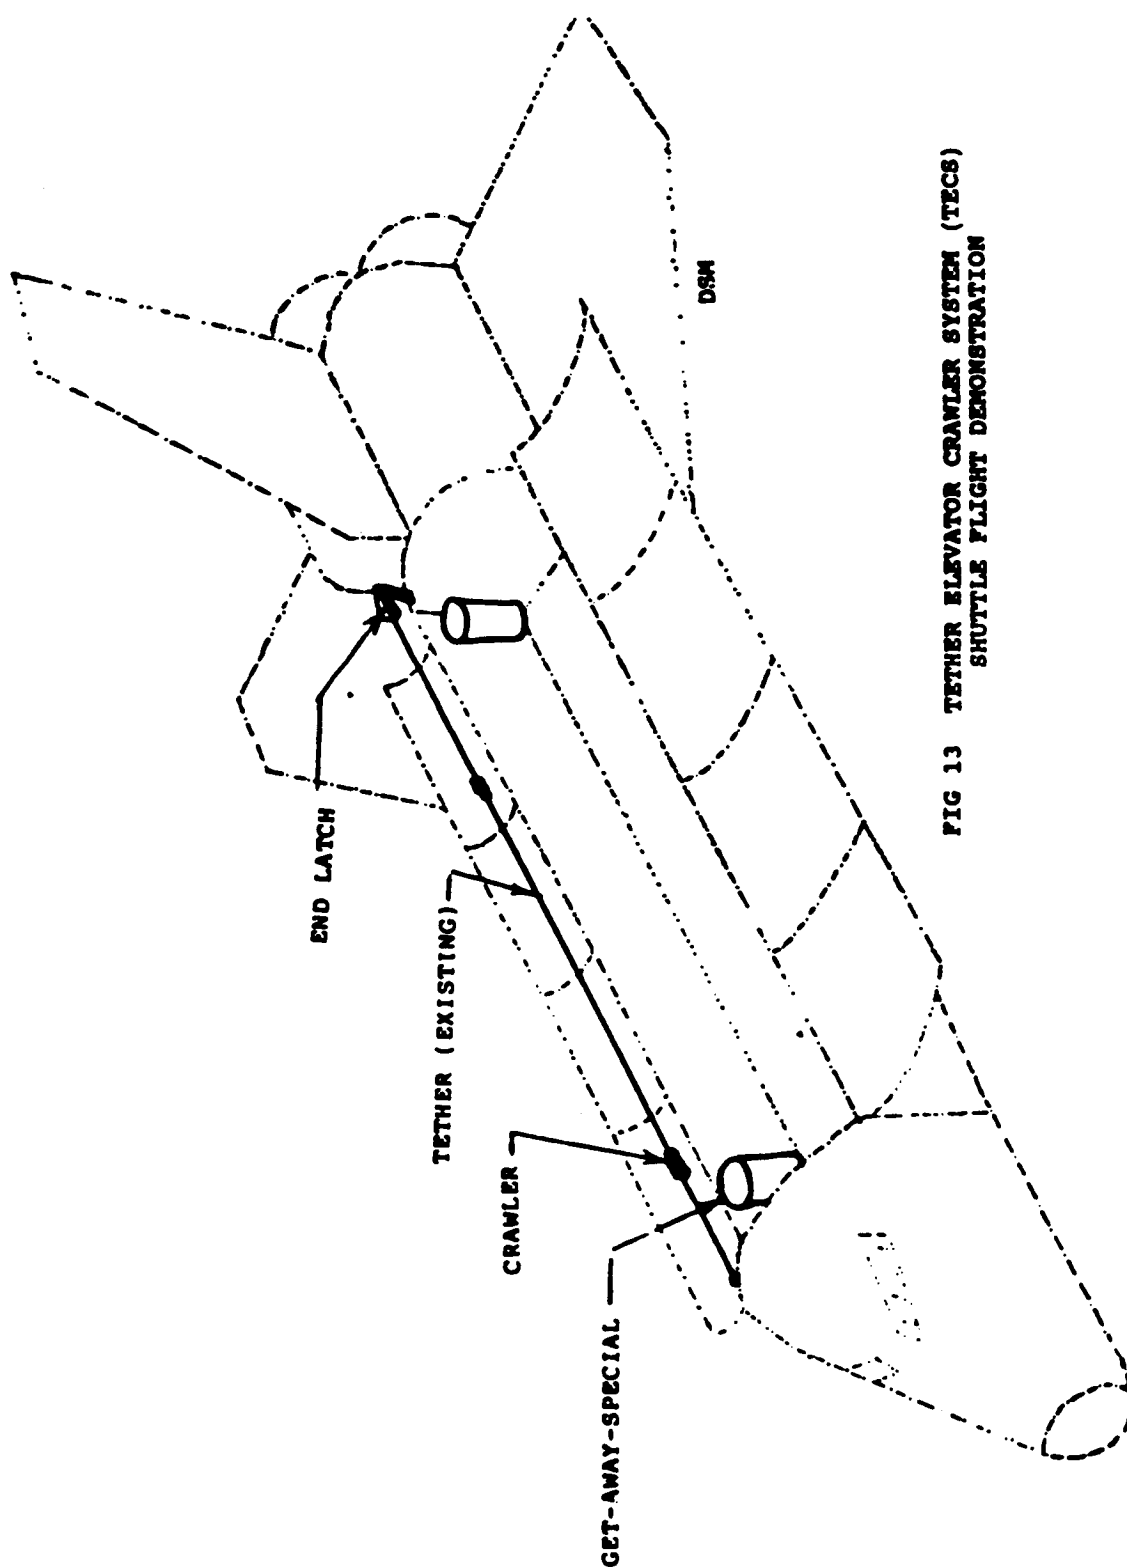 END LATCH
TETHER (EXISTING)
CRAWLER
GET-AWAY-SPECIAL
DSM
FIG 13 TETHER ELEVATOR CRAWLER SYSTEM (TECS)
SHUTTLE FLIGHT DEMONSTRATION